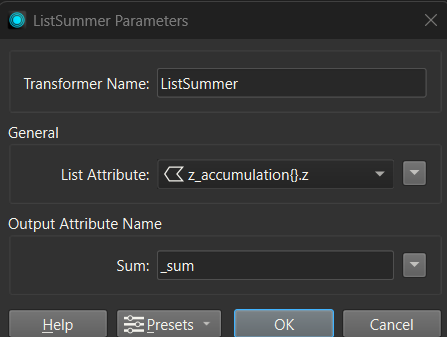 ListSummer Parameters
Transformer Name: ListSummer
General
List Attribute: z_accumulation{}.z
Output Attribute Name
Sum: _sum
Help Presets OK Cancel